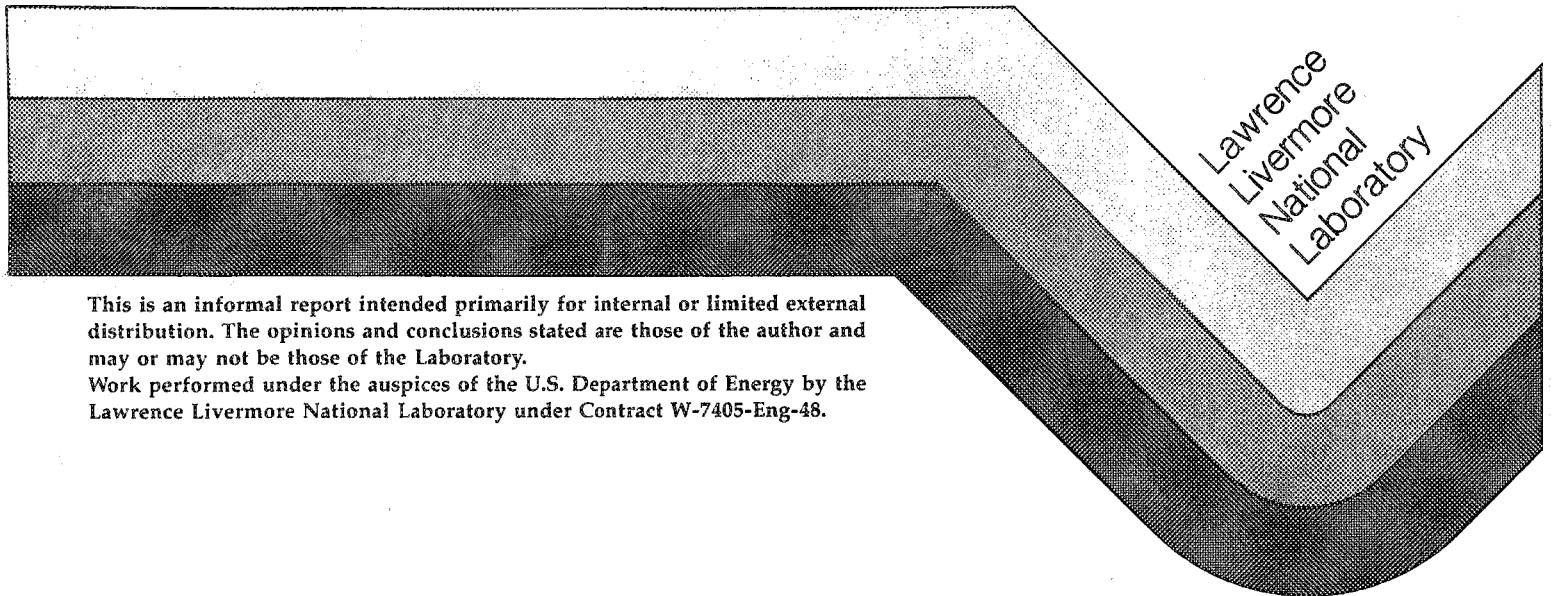 Lawrence
Livermore
National
Laboratory
This is an informal report intended primarily for internal or limited external
distribution. The opinions and conclusions stated are those of the author and
may or may not be those of the Laboratory.
Work performed under the auspices of the U.S. Department of Energy by the
Lawrence Livermore National Laboratory under Contract W-7405-Eng-48.